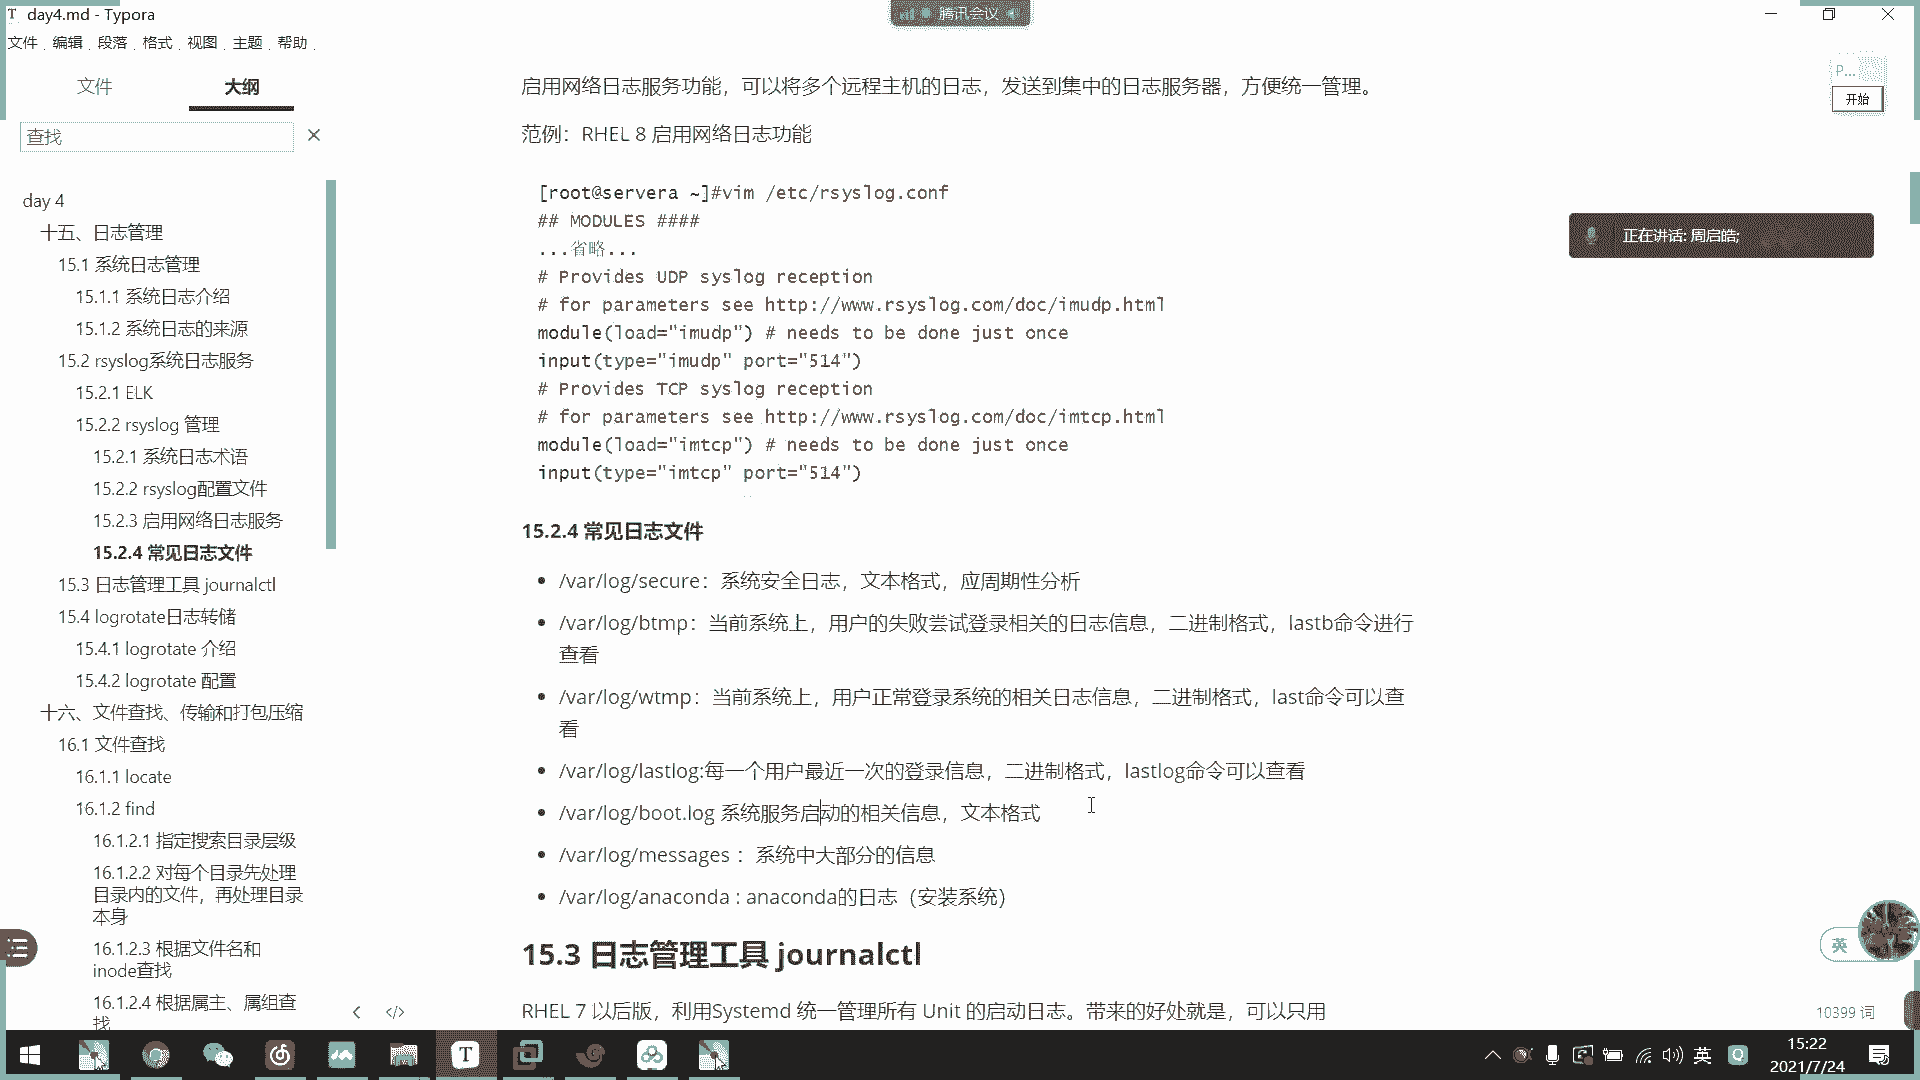 day4.md - Typora
腾讯会议
文件 编辑 段落 格式 视图 主题 帮助
文件 大纲
查找
day 4
十五、日志管理
15.1 系统日志管理
15.1.1 系统日志介绍
15.1.2 系统日志的来源
15.2 rsyslog系统日志服务
15.2.1 ELK
15.2.2 rsyslog 管理
15.2.1 系统日志术语
15.2.2 rsyslog配置文件
15.2.3 启用网络日志服务
15.2.4 常见日志文件
15.3 日志管理工具 journalctl
15.4 logrotate日志转储
15.4.1 logrotate 介绍
15.4.2 logrotate 配置
十六、文件查找、传输和打包压缩
16.1 文件查找
16.1.1 locate
16.1.2 find
16.1.2.1 指定搜索目录层级
16.1.2.2 对每个目录先处理
目录内的文件，再处理目录
本身
16.1.2.3 根据文件名和
inode查找
16.1.2.4 根据属主、属组查
找
启用网络日志服务功能，可以将多个远程主机的日志，发送到集中的日志服务器，方便统一管理。
范例：RHEL 8 启用网络日志功能
[root@servera ~]#vim /etc/rsyslog.conf
## MODULES ####
...省略...
# Provides UDP syslog reception
# for parameters see http://www.rsyslog.com/doc/imudp.html
module(load="imudp") # needs to be done just once
input(type="imudp" port="514")
# Provides TCP syslog reception
# for parameters see http://www.rsyslog.com/doc/imtcp.html
module(load="imtcp") # needs to be done just once
input(type="imtcp" port="514")
15.2.4 常见日志文件
/var/log/secure：系统安全日志，文本格式，应周期性分析
/var/log/btmp：当前系统上，用户的失败尝试登录相关的日志信息，二进制格式，lastb命令进行
查看
/var/log/wtmp：当前系统上，用户正常登录系统的相关日志信息，二进制格式，last命令可以查
看
/var/log/lastlog:每一个用户最近一次的登录信息，二进制格式，lastlog命令可以查看
/var/log/boot.log 系统服务启动的相关信息，文本格式
/var/log/messages ：系统中大部分的信息
/var/log/anaconda : anaconda的日志（安装系统）
15.3 日志管理工具 journalctl
RHEL 7 以后版，利用Systemd 统一管理所有 Unit 的启动日志。带来的好处就是，可以只用
P...
开始
正在讲话: 周启皓;
英
10399 词
英
15:22
2021/7/24